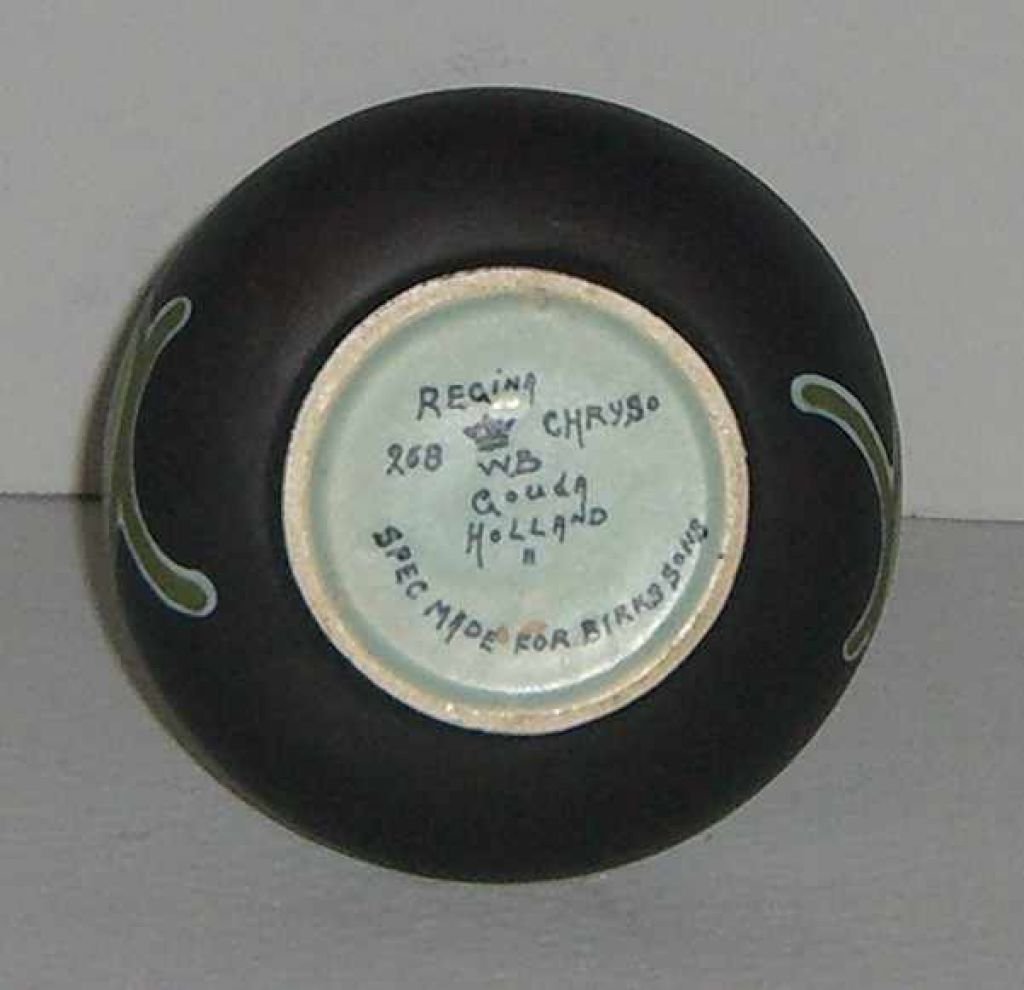 REGINA
268 CHRYSO
WB
GOUDA
HOLLAND
"
SPEC MADE FOR BIRKS SONS